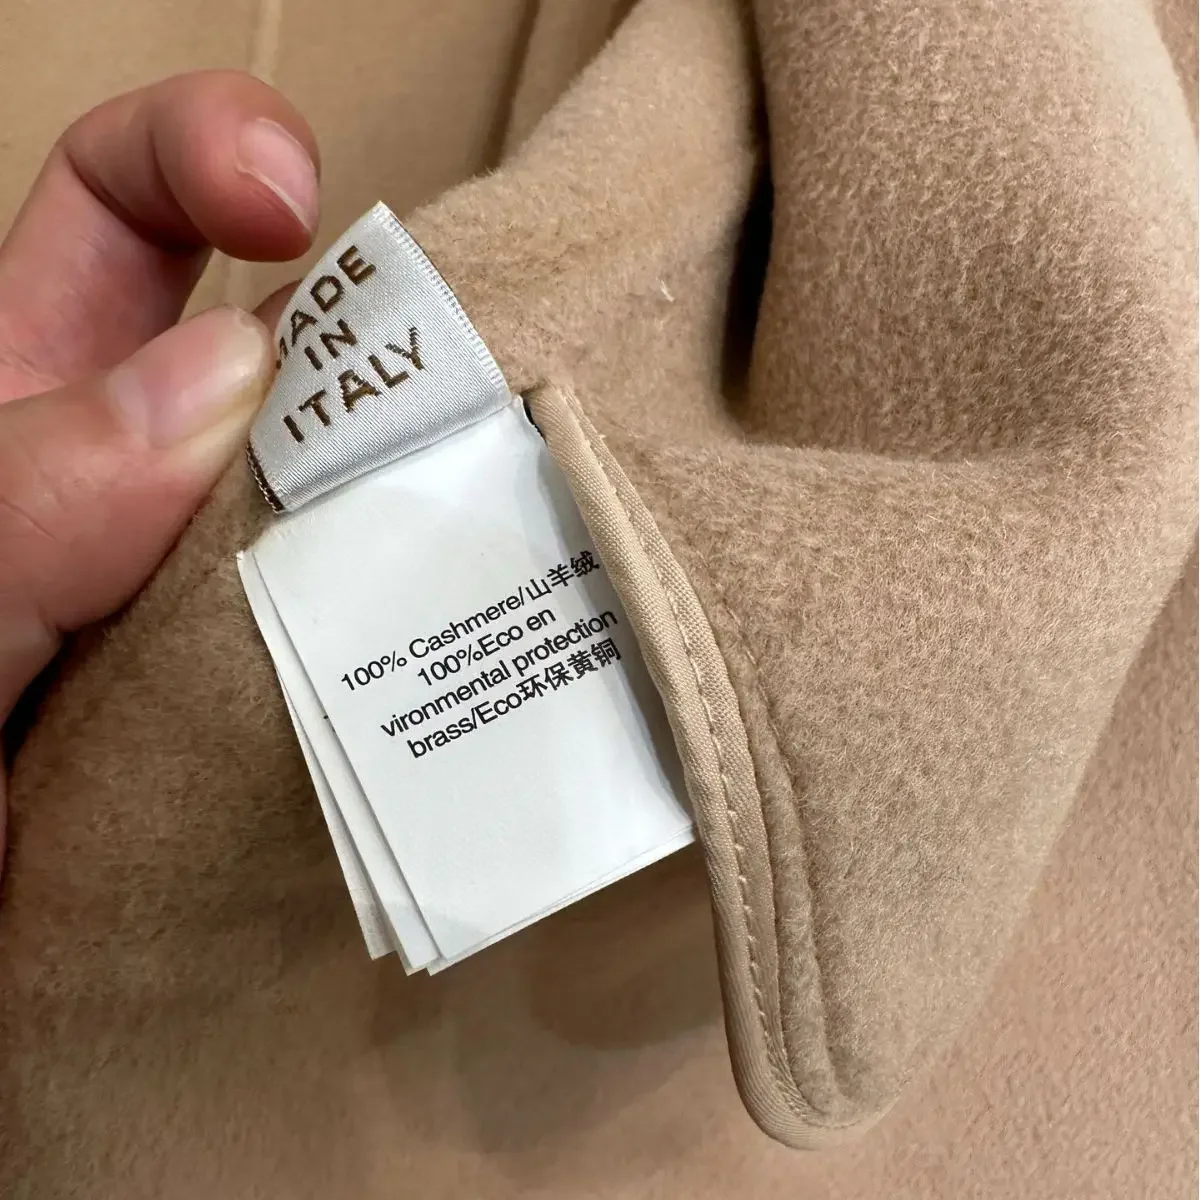 MADE
IN
ITALY
100% Cashmere/山羊绒
100%Eco en
vironmental protection
brass/Eco环保黄铜